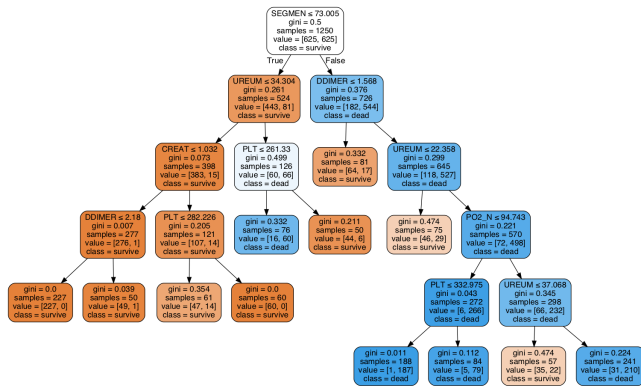 SEGMEN ≤ 73.005
gini = 0.5
samples = 1250
value = [625, 625]
class = survive
True
False
UREUM ≤ 34.304
gini = 0.261
samples = 524
value = [443, 81]
class = survive
DDIMER ≤ 1.568
gini = 0.376
samples = 726
value = [182, 544]
class = dead
CREAT ≤ 1.032
gini = 0.073
samples = 398
value = [383, 15]
class = survive
PLT ≤ 261.33
gini = 0.499
samples = 126
value = [60, 66]
class = dead
gini = 0.332
samples = 81
value = [64, 17]
class = survive
UREUM ≤ 22.358
gini = 0.299
samples = 645
value = [118, 527]
class = dead
DDIMER ≤ 2.18
gini = 0.007
samples = 277
value = [276, 1]
class = survive
PLT ≤ 282.226
gini = 0.205
samples = 121
value = [107, 14]
class = survive
gini = 0.332
samples = 76
value = [16, 60]
class = dead
gini = 0.211
samples = 50
value = [44, 6]
class = survive
gini = 0.474
samples = 75
value = [46, 29]
class = survive
PO2_N ≤ 94.743
gini = 0.221
samples = 570
value = [72, 498]
class = dead
gini = 0.0
samples = 227
value = [227, 0]
class = survive
gini = 0.039
samples = 50
value = [49, 1]
class = survive
gini = 0.354
samples = 61
value = [47, 14]
class = survive
gini = 0.0
samples = 60
value = [60, 0]
class = survive
PLT ≤ 332.975
gini = 0.043
samples = 272
value = [6, 266]
class = dead
UREUM ≤ 37.068
gini = 0.345
samples = 298
value = [66, 232]
class = dead
gini = 0.011
samples = 188
value = [1, 187]
class = dead
gini = 0.112
samples = 84
value = [5, 79]
class = dead
gini = 0.474
samples = 57
value = [35, 22]
class = survive
gini = 0.224
samples = 241
value = [31, 210]
class = dead